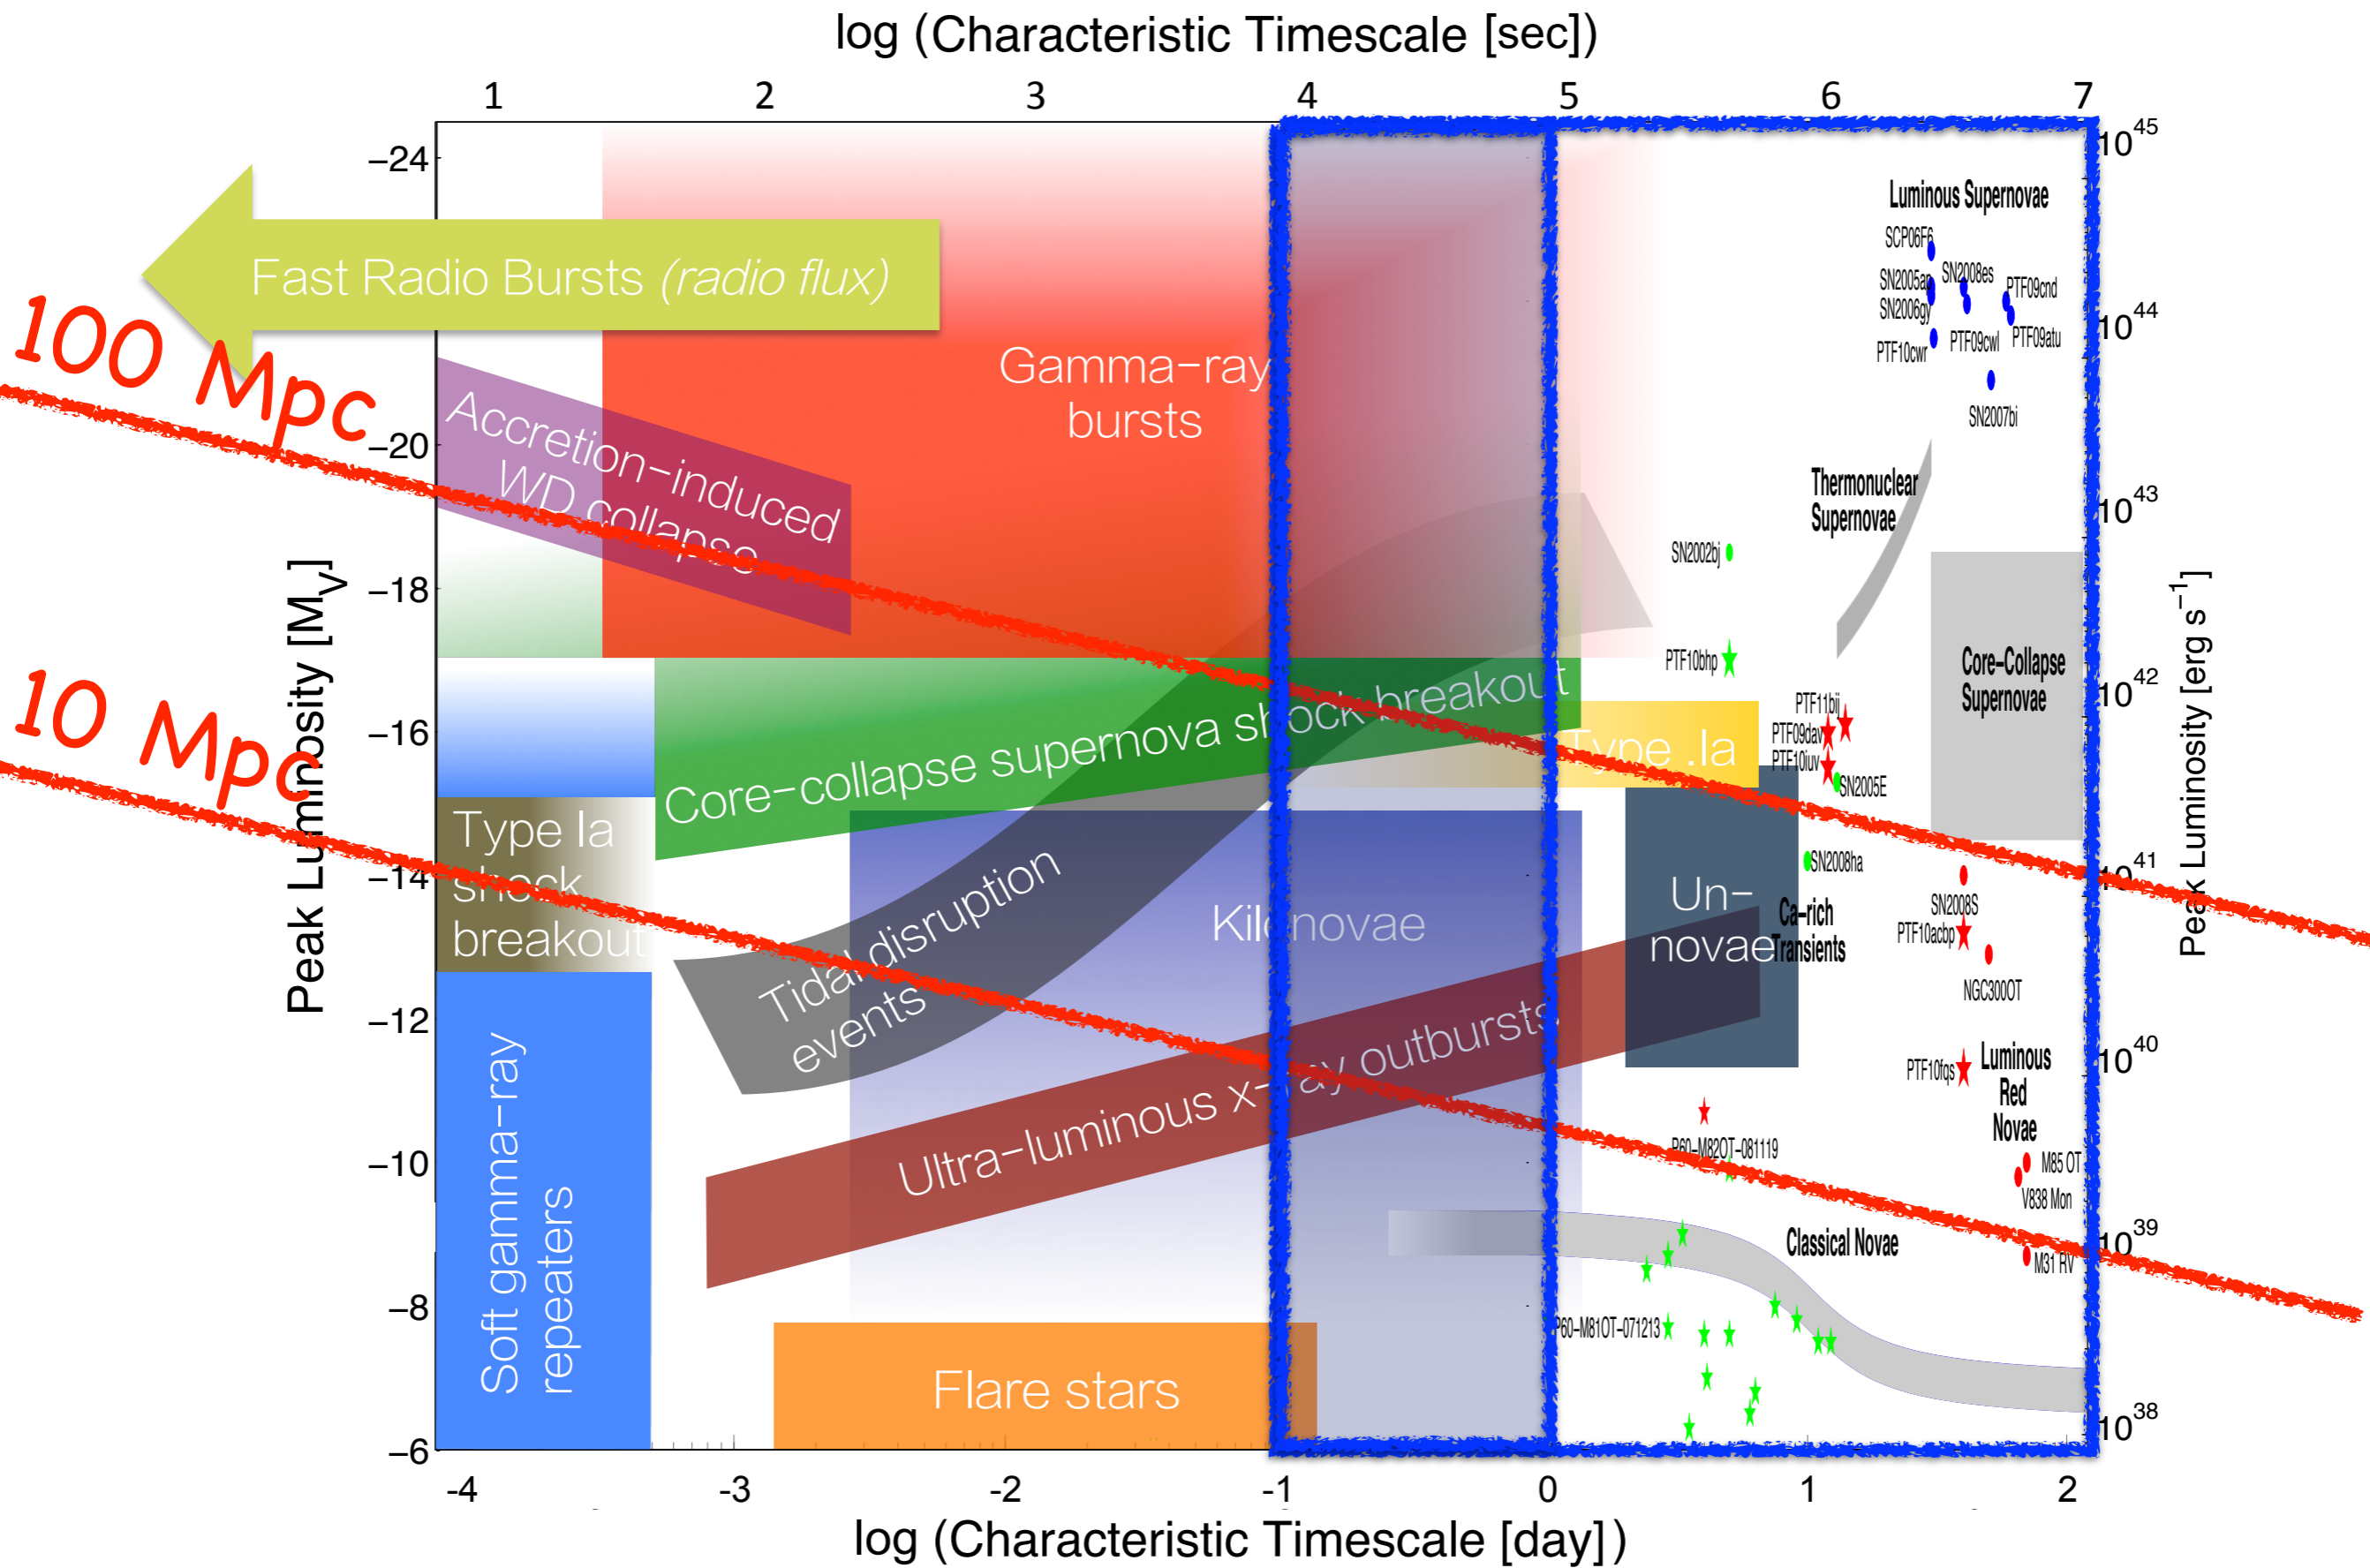 log (Characteristic Timescale [sec])
1 2 3 4 5 6 7
−24
−20
−18
−16
−14
−12
−10
−8
−6
Peak Luminosity [M_V]
10^45
10^44
10^43
10^42
10^41
10^40
10^39
10^38
Peak Luminosity [erg s^−1]
Fast Radio Bursts (radio flux)
100 Mpc
10 Mpc
Gamma-ray
bursts
Accretion-induced
WD collapse
Core-collapse supernova shock breakout
Type .Ia
Type Ia
shock
breakout
Tidal disruption
events
Kilonovae
Un-
novae
Ultra-luminous x-ray outbursts
Soft gamma-ray
repeaters
Flare stars
Luminous Supernovae
SCP06F6
SN2005ap
SN2008es
PTF09cnd
SN2006gy
PTF09cwl
PTF09atu
PTF10cwr
SN2007bi
Thermonuclear
Supernovae
SN2002bj
PTF10bhp
Core-Collapse
Supernovae
PTF11bij
PTF09dav
PTF10iuv
SN2005E
SN2008ha
Ca-rich
Transients
SN2008S
PTF10acbp
NGC300OT
PTF10fqs
Luminous
Red
Novae
P60-M82OT-081119
M85 OT
V838 Mon
M31 RV
Classical Novae
P60-M81OT-071213
-4 -3 -2 -1 0 1 2
log (Characteristic Timescale [day])